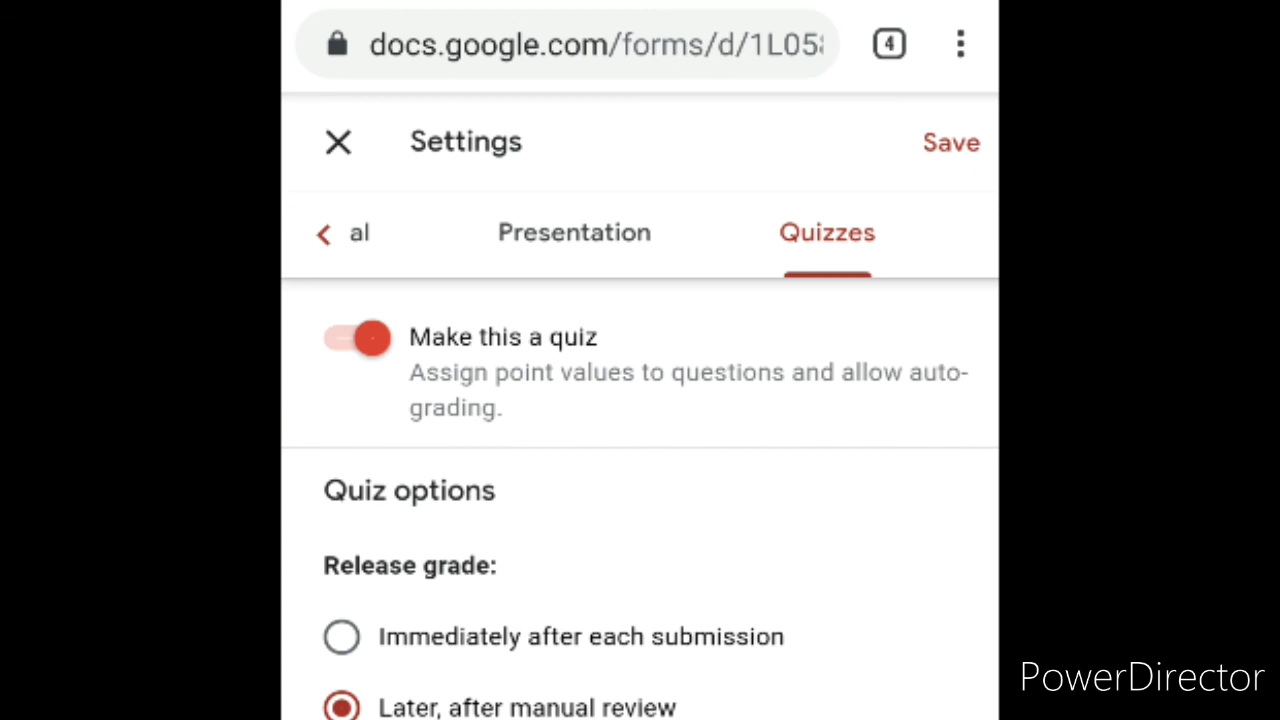 docs.google.com/forms/d/1L05
4
Settings
Save
al
Presentation
Quizzes
Make this a quiz
Assign point values to questions and allow auto-
grading.
Quiz options
Release grade:
Immediately after each submission
Later, after manual review
PowerDirector